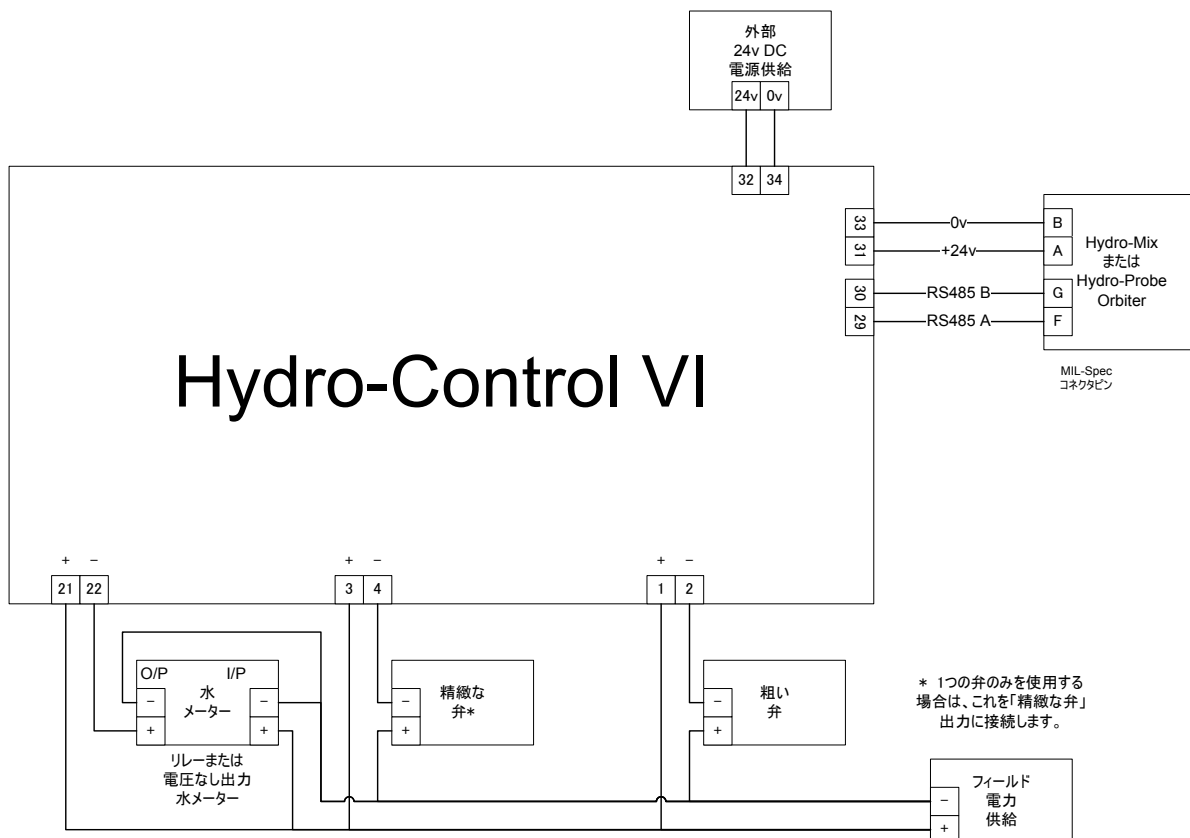 外部
24v DC
電源供給
24v 0v
32 34
33 0v B
31 +24v A
30 RS485 B G
29 RS485 A F
Hydro-Mix
または
Hydro-Probe
Orbiter
MIL-Spec
コネクタピン
Hydro-Control VI
+ − + − + −
21 22 3 4 1 2
O/P I/P
水
メーター
− −
+ +
リレーまたは
電圧なし出力
水メーター
精緻な
弁*
−
+
粗い
弁
−
+
* 1つの弁のみを使用する
場合は、これを「精緻な弁」
出力に接続します。
フィールド
電力
供給
−
+